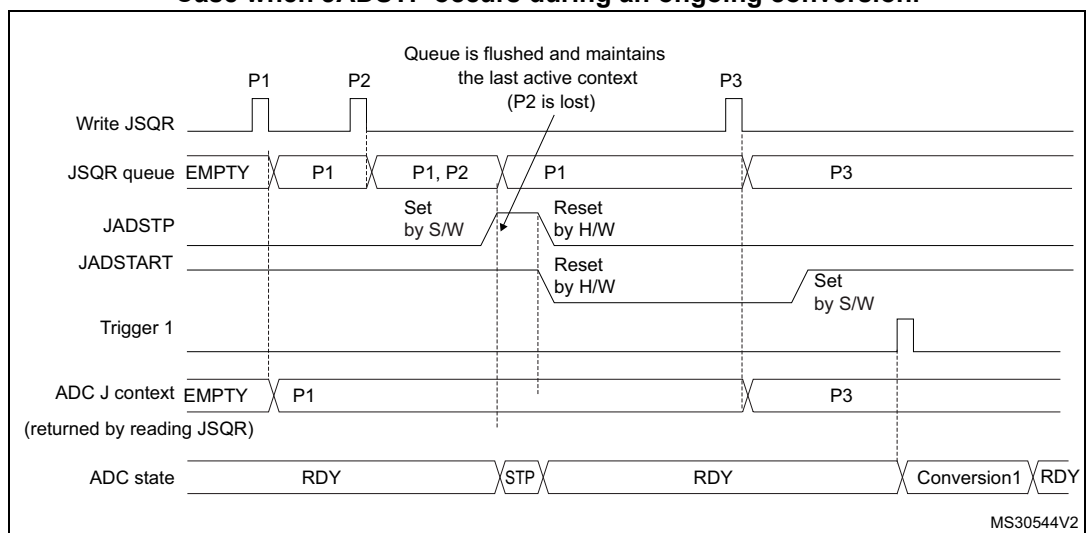 Case when JADSTP occurs during an ongoing conversion.
Queue is flushed and maintains
the last active context
(P2 is lost)
P1 P2 P3
Write JSQR
JSQR queue EMPTY P1 P1, P2 P1 P3
Set
by S/W
Reset
by H/W
JADSTP
JADSTART
Reset
by H/W
Set
by S/W
Trigger 1
ADC J context EMPTY P1 P3
(returned by reading JSQR)
ADC state RDY STP RDY Conversion1 RDY
MS30544V2